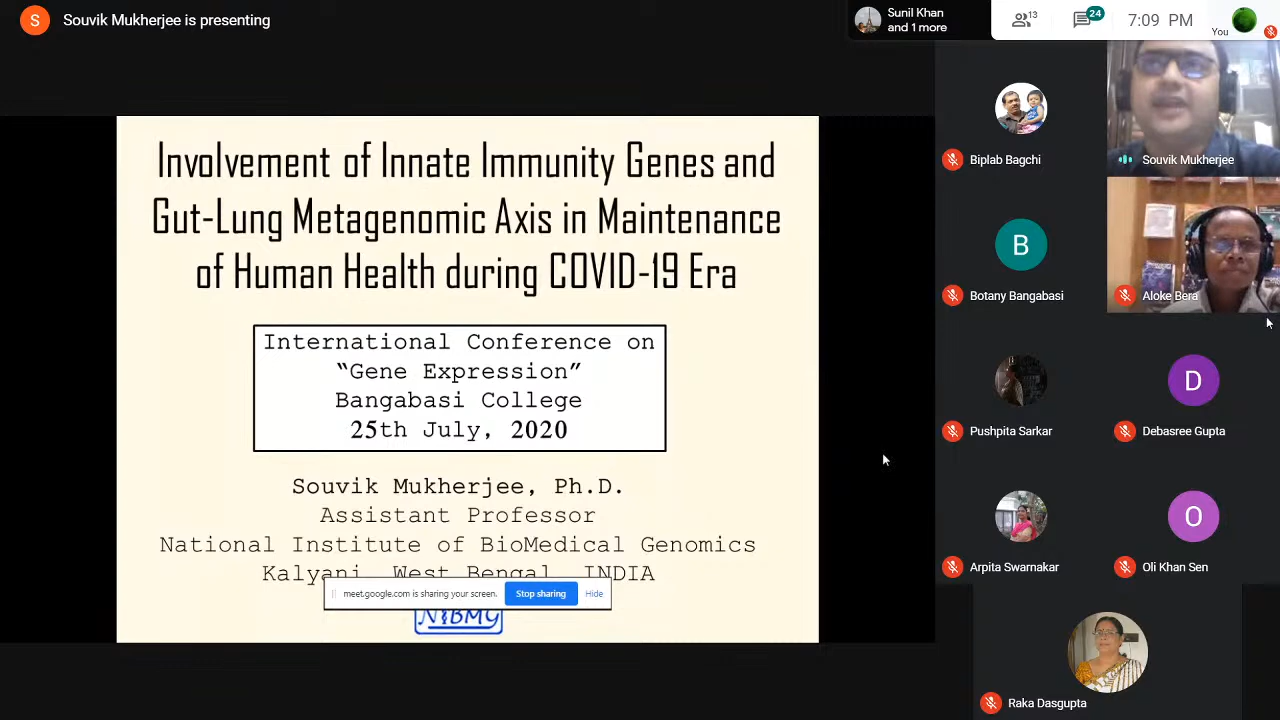 S Souvik Mukherjee is presenting
Sunil Khan
and 1 more
13
24
7:09 PM
You
Involvement of Innate Immunity Genes and
Gut-Lung Metagenomic Axis in Maintenance
of Human Health during COVID-19 Era
International Conference on
“Gene Expression”
Bangabasi College
25th July, 2020
Souvik Mukherjee, Ph.D.
Assistant Professor
National Institute of BioMedical Genomics
Kalyani, West Bengal, INDIA
meet.google.com is sharing your screen. Stop sharing Hide
NIBMG
Biplab Bagchi
Souvik Mukherjee
B
Botany Bangabasi
Aloke Bera
Pushpita Sarkar
D
Debasree Gupta
Arpita Swarnakar
O
Oli Khan Sen
Raka Dasgupta